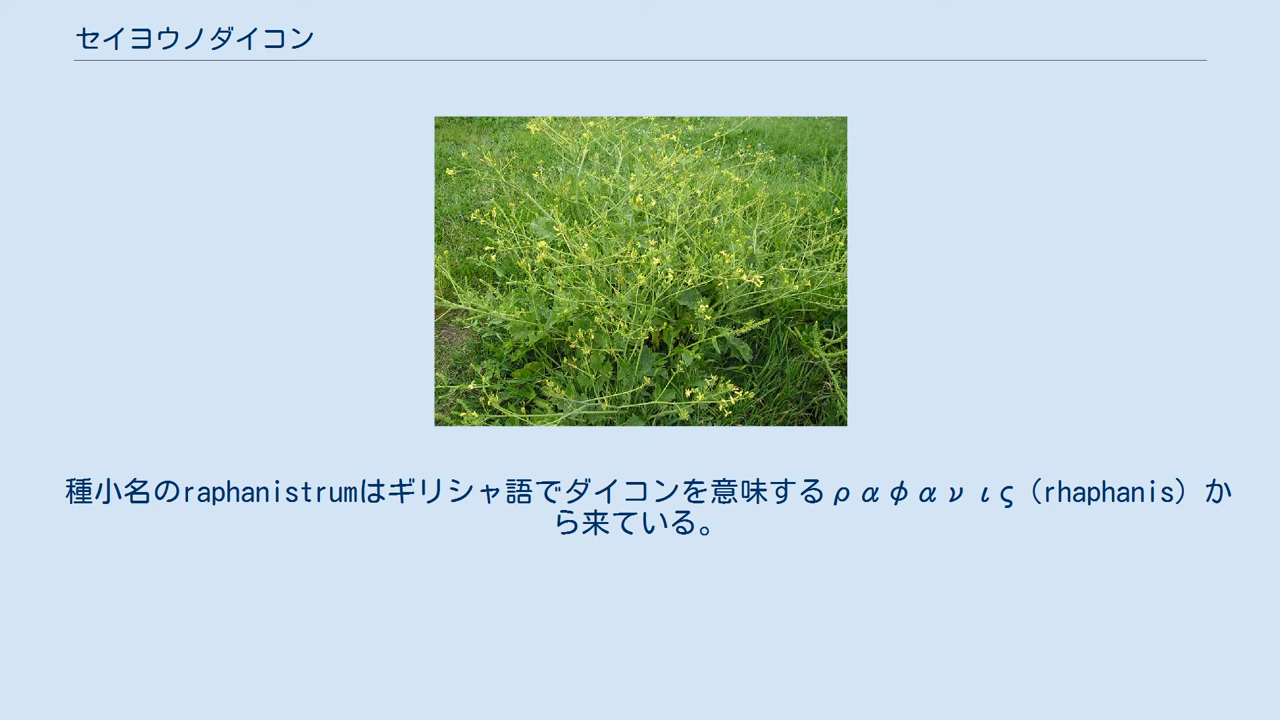 セイヨウノダイコン
種小名のraphanistrumはギリシャ語でダイコンを意味するραφανις（rhaphanis）か
ら来ている。